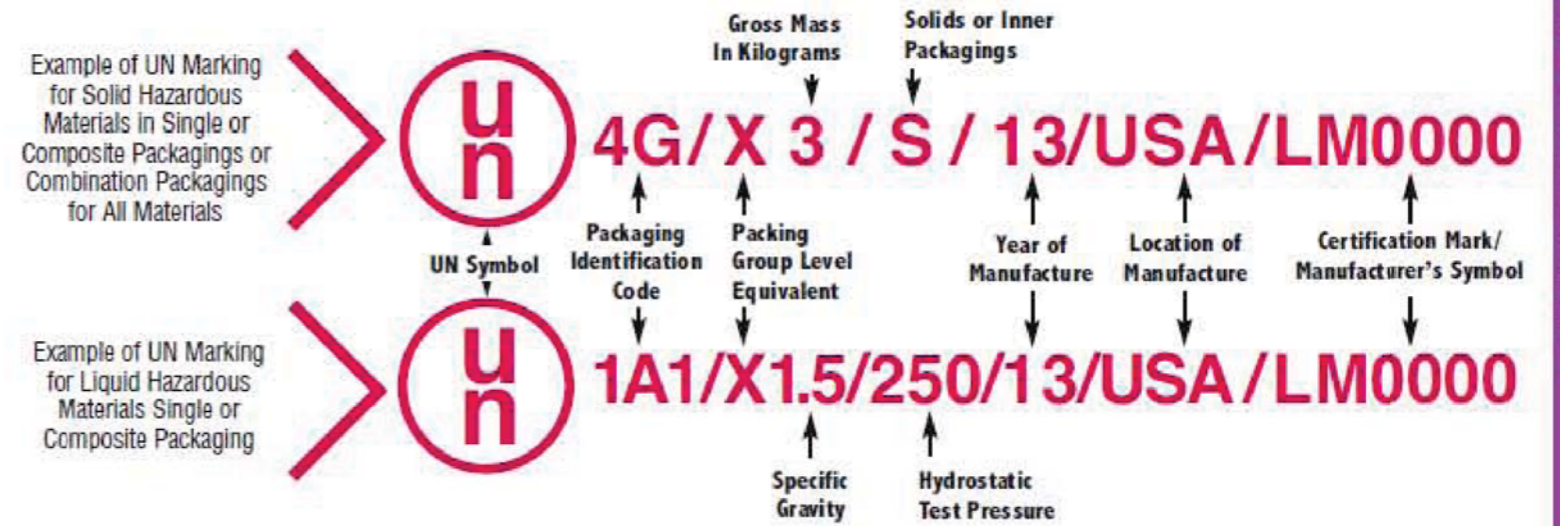 Gross Mass
In Kilograms
Solids or Inner
Packagings
Example of UN Marking
for Solid Hazardous
Materials in Single or
Composite Packagings or
Combination Packagings
for All Materials
u
n
4G/X 3 / S / 13/USA/LM0000
UN Symbol
Packaging
Identification
Code
Packing
Group Level
Equivalent
Year of
Manufacture
Location of
Manufacture
Certification Mark/
Manufacturer's Symbol
Example of UN Marking
for Liquid Hazardous
Materials Single or
Composite Packaging
u
n
1A1/X1.5/250/13/USA/LM0000
Specific
Gravity
Hydrostatic
Test Pressure